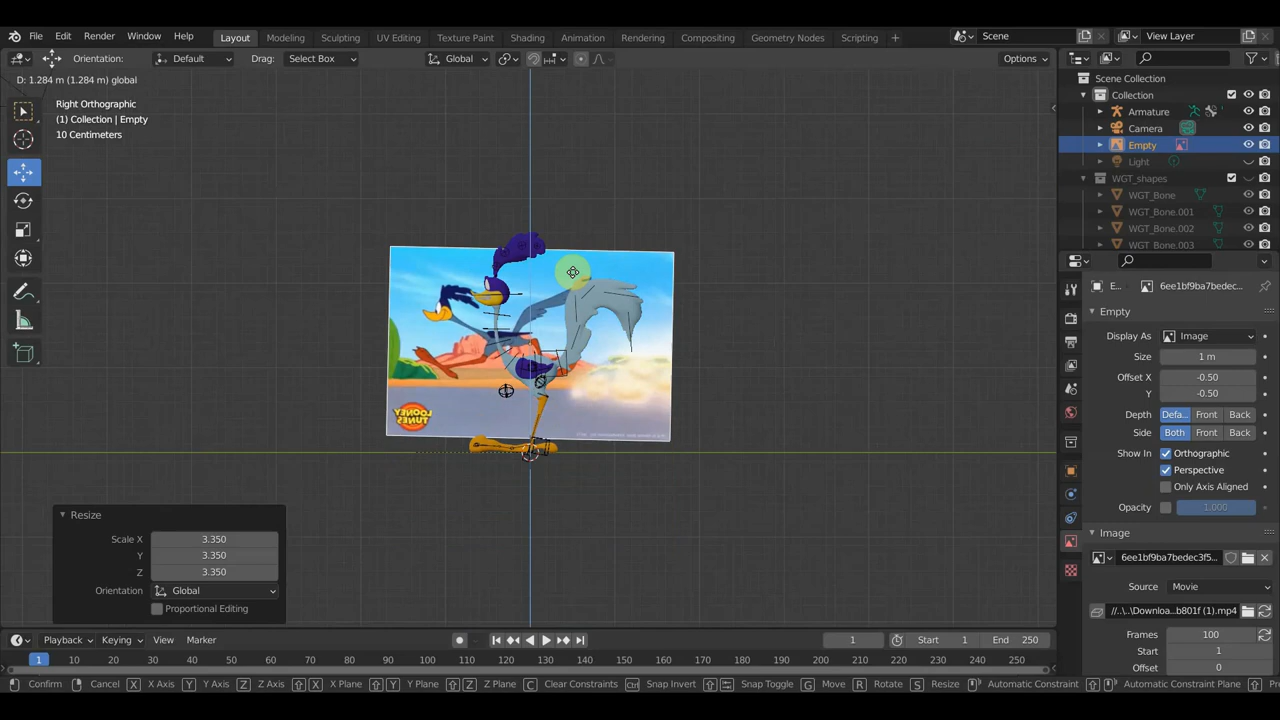 File Edit Render Window Help Layout Modeling Sculpting UV Editing Texture Paint Shading Animation Rendering Compositing Geometry Nodes Scripting + Scene View Layer
Orientation: Default Drag: Select Box Global Options
D: 1.284 m (1.284 m) global
Right Orthographic
(1) Collection | Empty
10 Centimeters
Scene Collection
Collection
Armature
Camera
Empty
Light
WGT_shapes
WGT_Bone
WGT_Bone.001
WGT_Bone.002
WGT_Bone.003
E... 6ee1bf9ba7bedec...
Empty
Display As Image
Size 1 m
Offset X -0.50
Y -0.50
Depth Defa... Front Back
Side Both Front Back
Show In Orthographic
Perspective
Only Axis Aligned
Opacity 1.000
Image
6ee1bf9ba7bedec3f5...
Source Movie
//..\..Downloa...b801f (1).mp4
Frames 100
Start 1
Offset 0
LOONEY TUNES
Resize
Scale X 3.350
Y 3.350
Z 3.350
Orientation Global
Proportional Editing
Playback Keying View Marker 1 Start 1 End 250
1 10 20 30 40 50 60 70 80 90 100 110 120 130 140 150 160 170 180 190 200 210 220 230 240 250
Confirm Cancel X X Axis Y Y Axis Z Z Axis X X Plane Y Y Plane Z Z Plane C Clear Constraints Ctrl Snap Invert Snap Toggle G Move R Rotate S Resize Automatic Constraint Automatic Constraint Plane